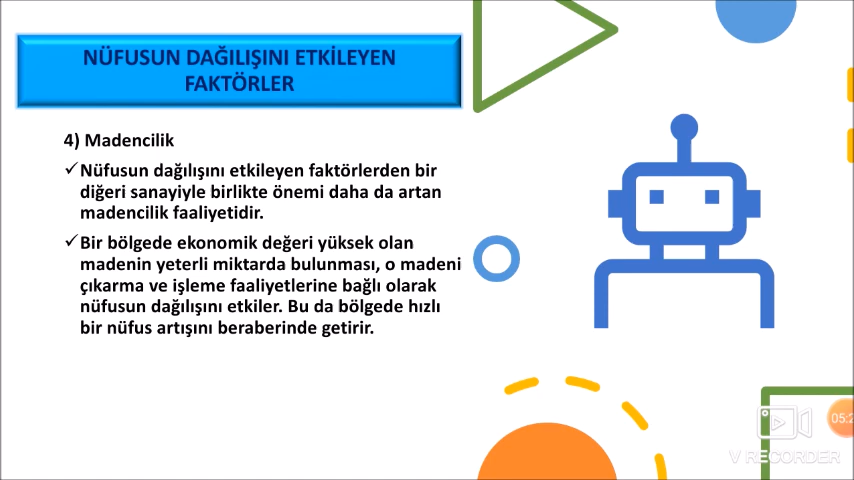 NÜFUSUN DAĞILIŞINI ETKİLEYEN
FAKTÖRLER
4) Madencilik
✓Nüfusun dağılışını etkileyen faktörlerden bir
diğeri sanayiyle birlikte önemi daha da artan
madencilik faaliyetidir.
✓Bir bölgede ekonomik değeri yüksek olan
madenin yeterli miktarda bulunması, o madeni
çıkarma ve işleme faaliyetlerine bağlı olarak
nüfusun dağılışını etkiler. Bu da bölgede hızlı
bir nüfus artışını beraberinde getirir.
V RECORDER